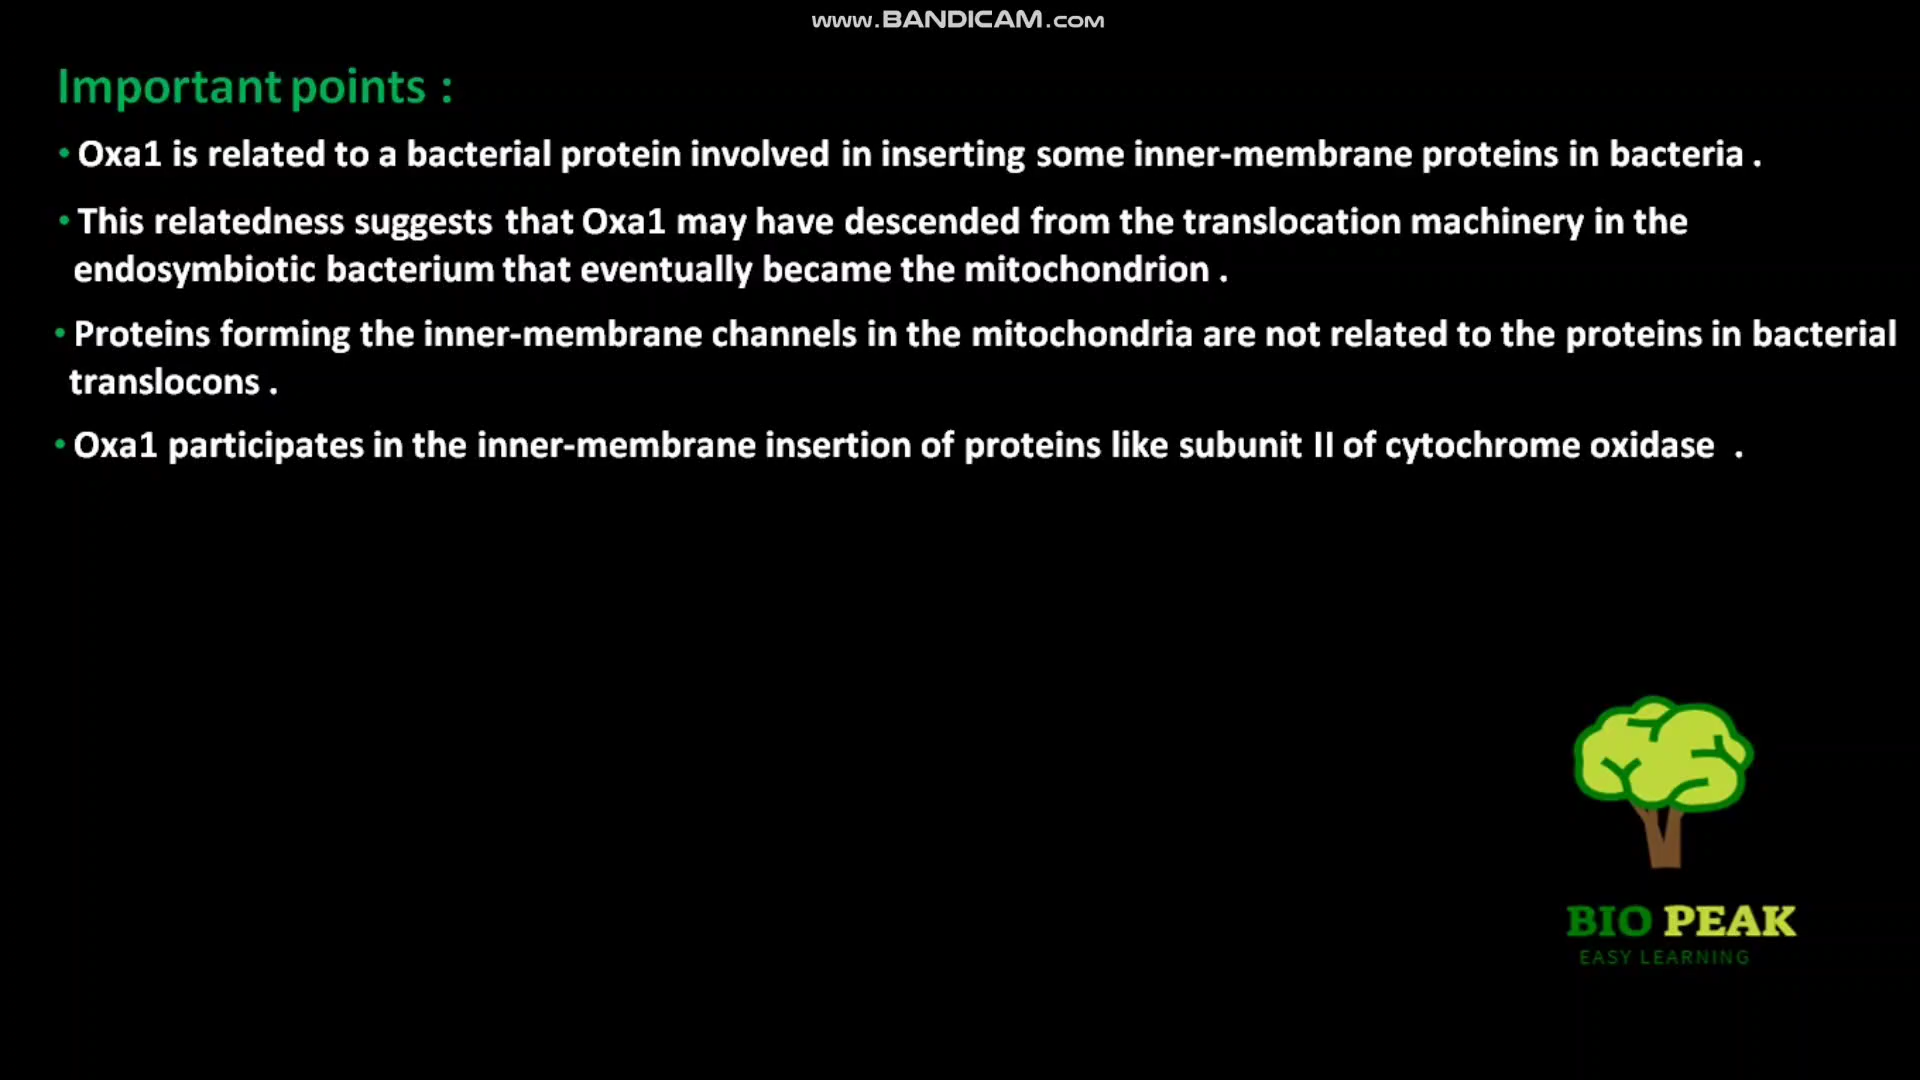 www.BANDICAM.com
Important points :
• Oxa1 is related to a bacterial protein involved in inserting some inner-membrane proteins in bacteria .
• This relatedness suggests that Oxa1 may have descended from the translocation machinery in the
endosymbiotic bacterium that eventually became the mitochondrion .
• Proteins forming the inner-membrane channels in the mitochondria are not related to the proteins in bacterial
translocons .
• Oxa1 participates in the inner-membrane insertion of proteins like subunit II of cytochrome oxidase .
BIO PEAK
EASY LEARNING